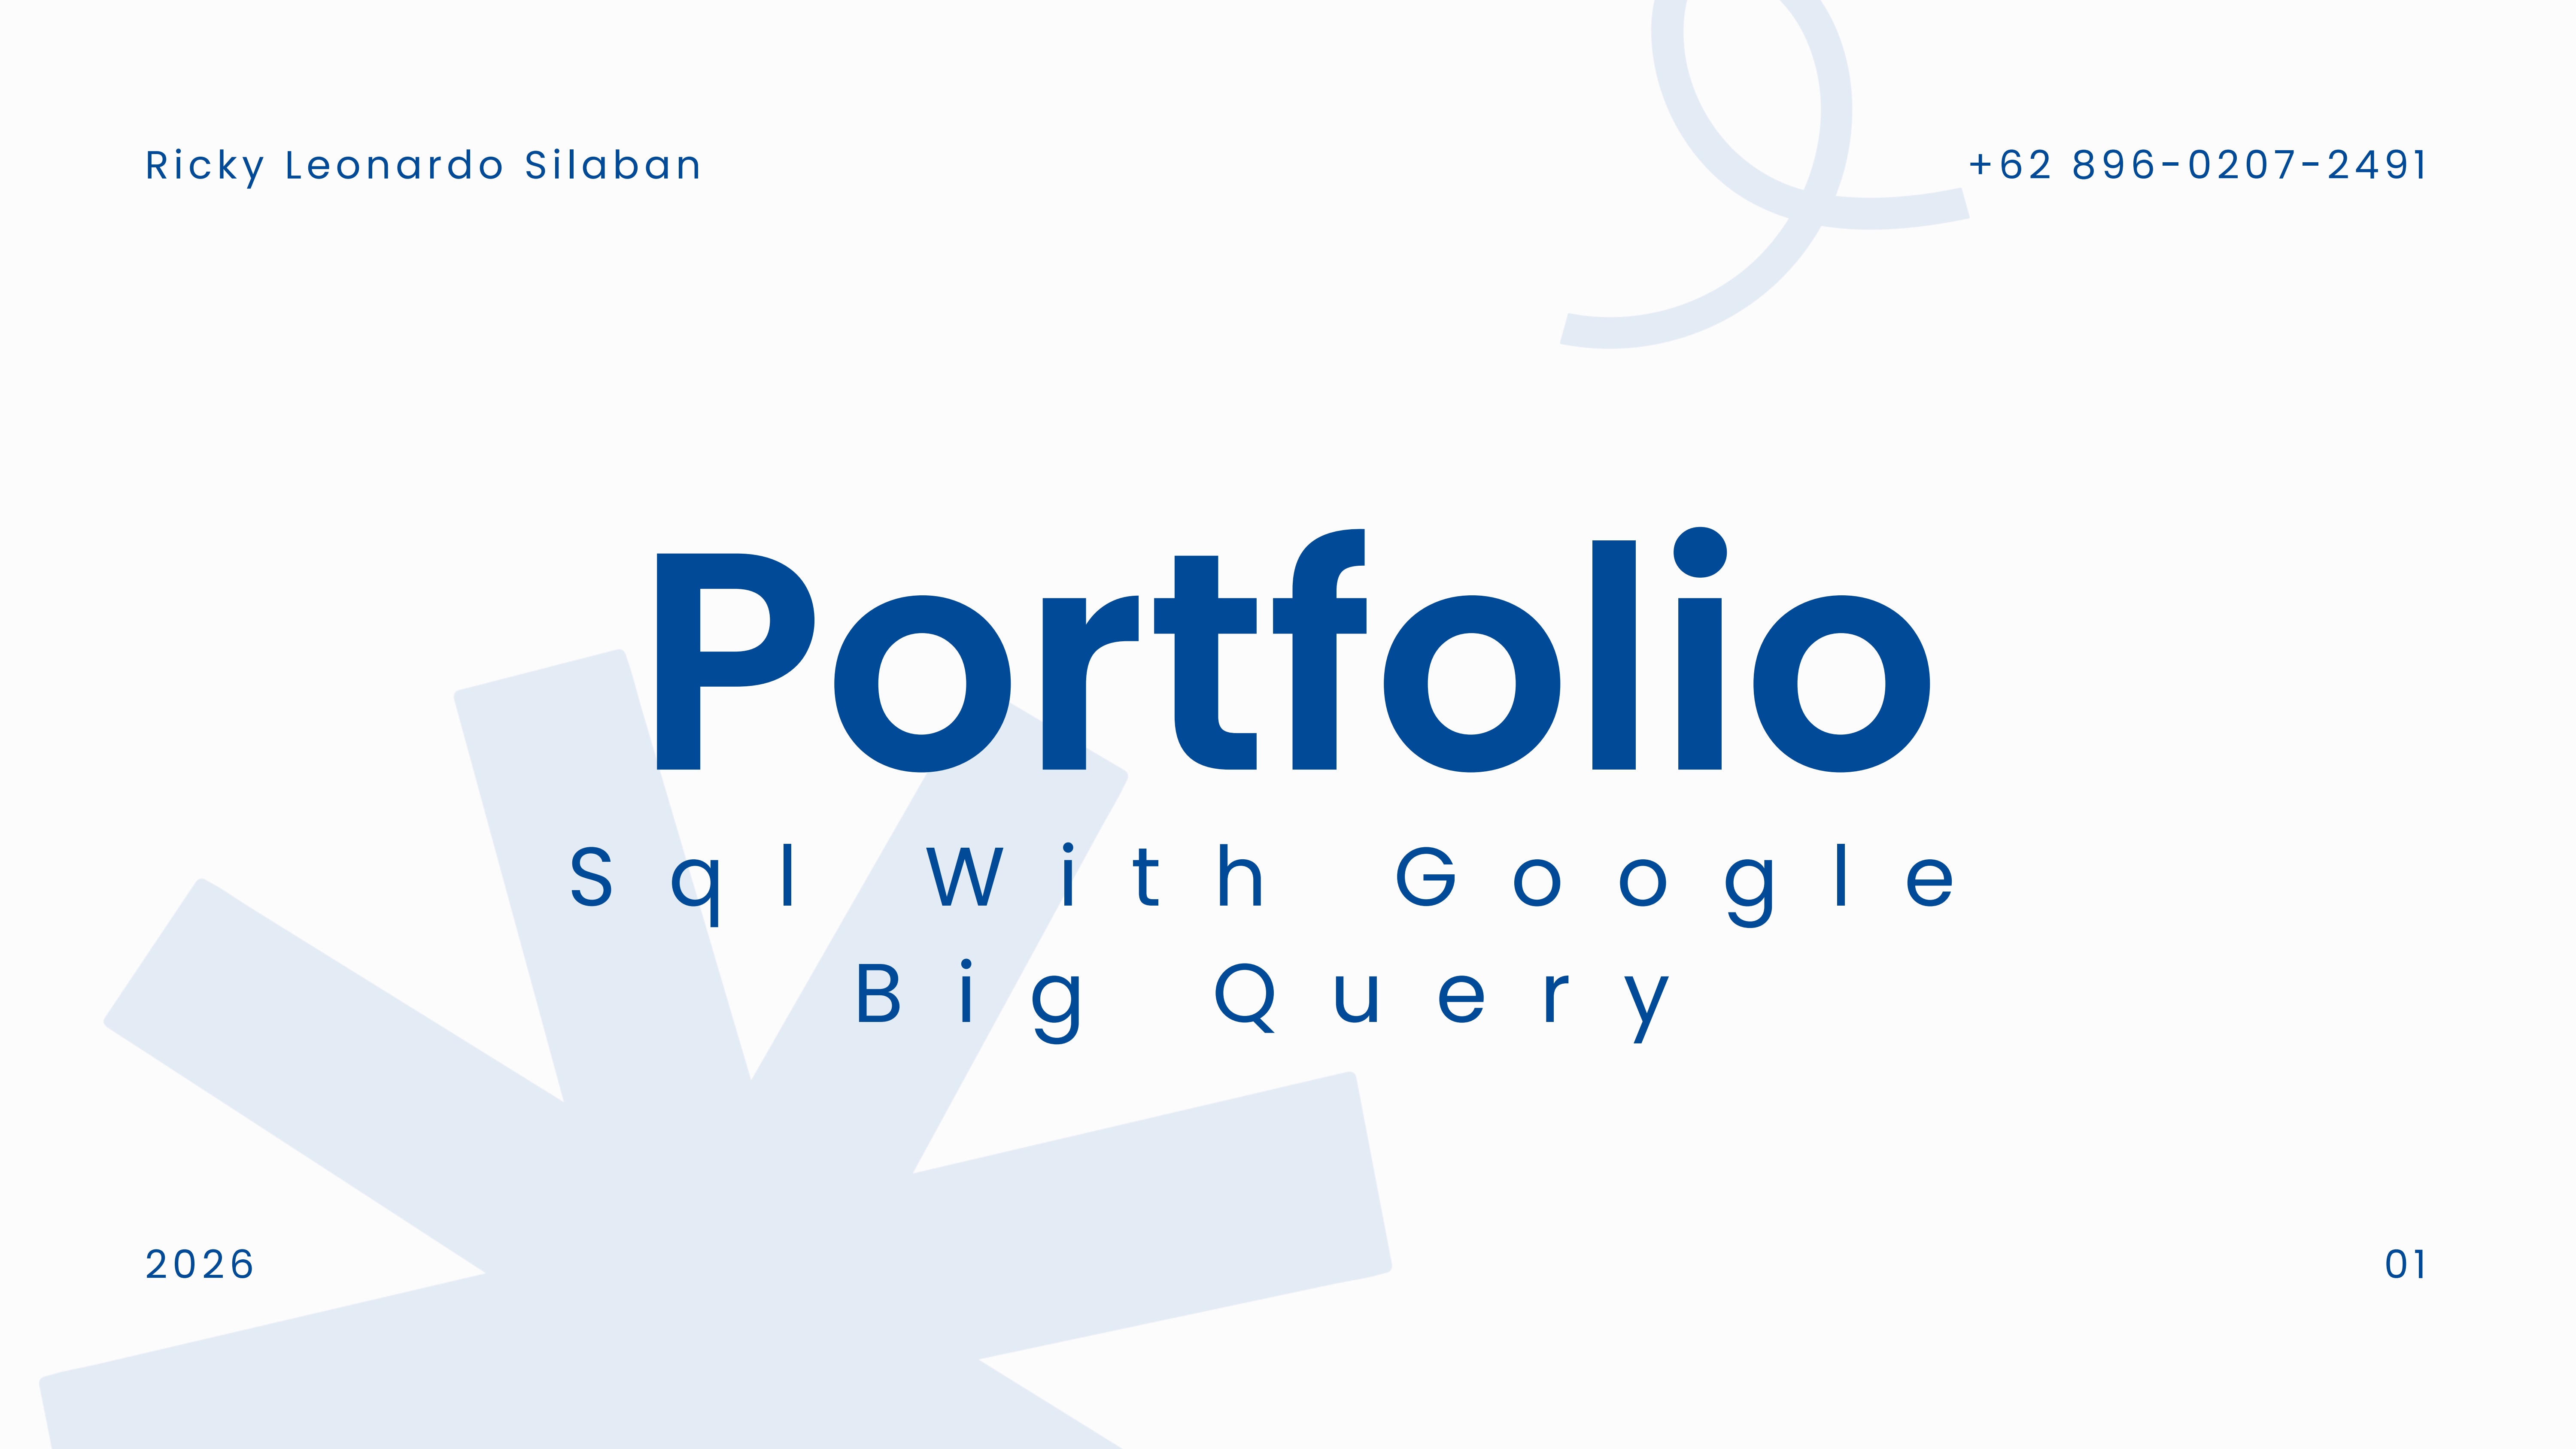 Ricky Leonardo Silaban
+62 896-0207-2491
Portfolio
Sql With Google
Big Query
2026
01